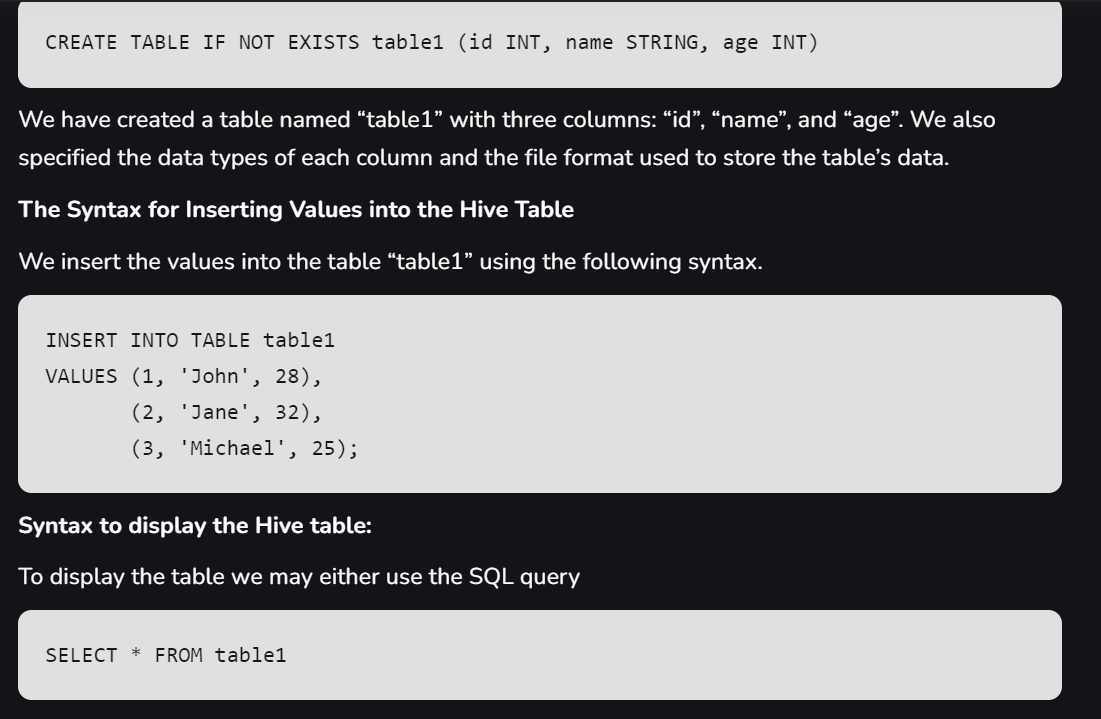 CREATE TABLE IF NOT EXISTS table1 (id INT, name STRING, age INT)
We have created a table named “table1” with three columns: “id”, “name”, and “age”. We also
specified the data types of each column and the file format used to store the table’s data.
The Syntax for Inserting Values into the Hive Table
We insert the values into the table “table1” using the following syntax.
INSERT INTO TABLE table1
VALUES (1, 'John', 28),
       (2, 'Jane', 32),
       (3, 'Michael', 25);
Syntax to display the Hive table:
To display the table we may either use the SQL query
SELECT * FROM table1